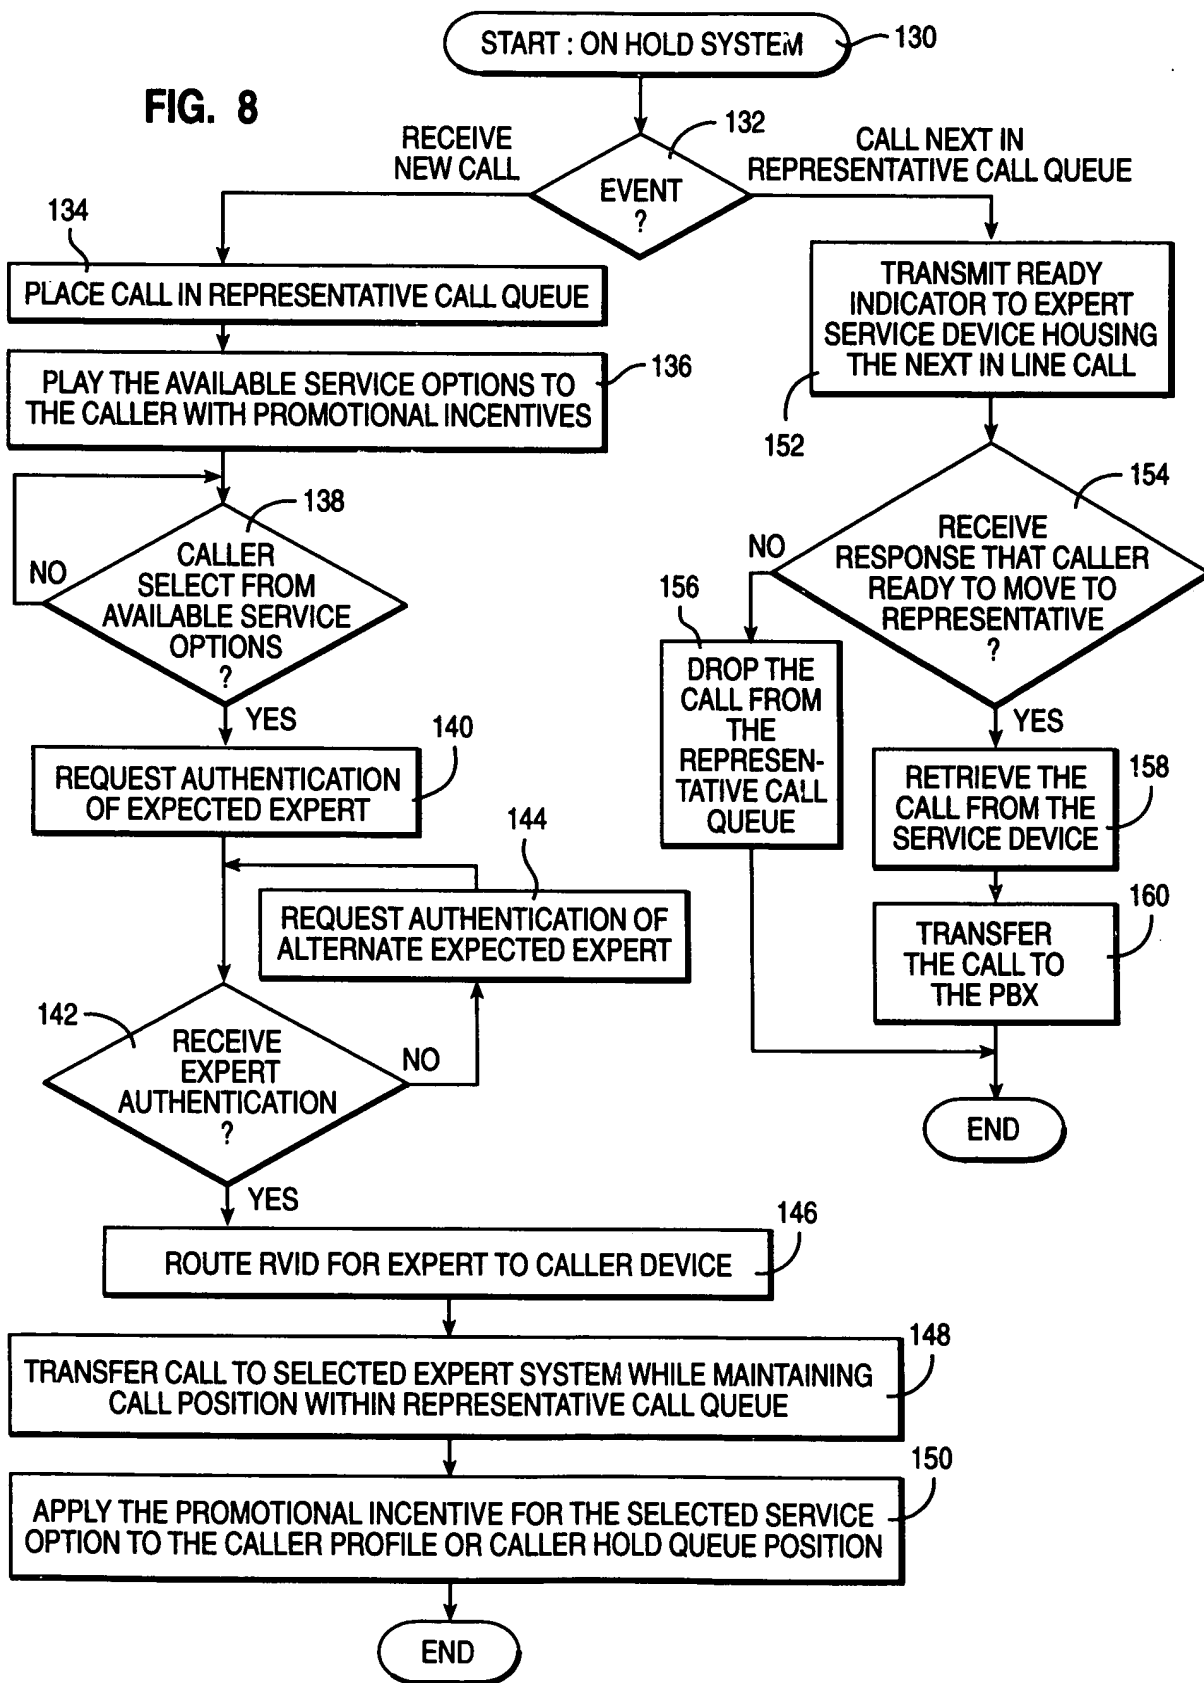 START : ON HOLD SYSTEM
130
FIG. 8
132
RECEIVE
NEW CALL
EVENT
?
CALL NEXT IN
REPRESENTATIVE CALL QUEUE
134
PLACE CALL IN REPRESENTATIVE CALL QUEUE
PLAY THE AVAILABLE SERVICE OPTIONS TO
THE CALLER WITH PROMOTIONAL INCENTIVES
136
138
CALLER
SELECT FROM
AVAILABLE SERVICE
OPTIONS
?
NO
YES
REQUEST AUTHENTICATION
OF EXPECTED EXPERT
140
144
REQUEST AUTHENTICATION OF
ALTERNATE EXPECTED EXPERT
142
RECEIVE
EXPERT
AUTHENTICATION
?
NO
YES
ROUTE RVID FOR EXPERT TO CALLER DEVICE
146
TRANSFER CALL TO SELECTED EXPERT SYSTEM WHILE MAINTAINING
CALL POSITION WITHIN REPRESENTATIVE CALL QUEUE
148
APPLY THE PROMOTIONAL INCENTIVE FOR THE SELECTED SERVICE
OPTION TO THE CALLER PROFILE OR CALLER HOLD QUEUE POSITION
150
END
TRANSMIT READY
INDICATOR TO EXPERT
SERVICE DEVICE HOUSING
THE NEXT IN LINE CALL
152
154
RECEIVE
RESPONSE THAT CALLER
READY TO MOVE TO
REPRESENTATIVE
?
NO
156
DROP THE
CALL FROM
THE
REPRESEN-
TATIVE CALL
QUEUE
YES
RETRIEVE THE
CALL FROM THE
SERVICE DEVICE
158
TRANSFER
THE CALL TO
THE PBX
160
END